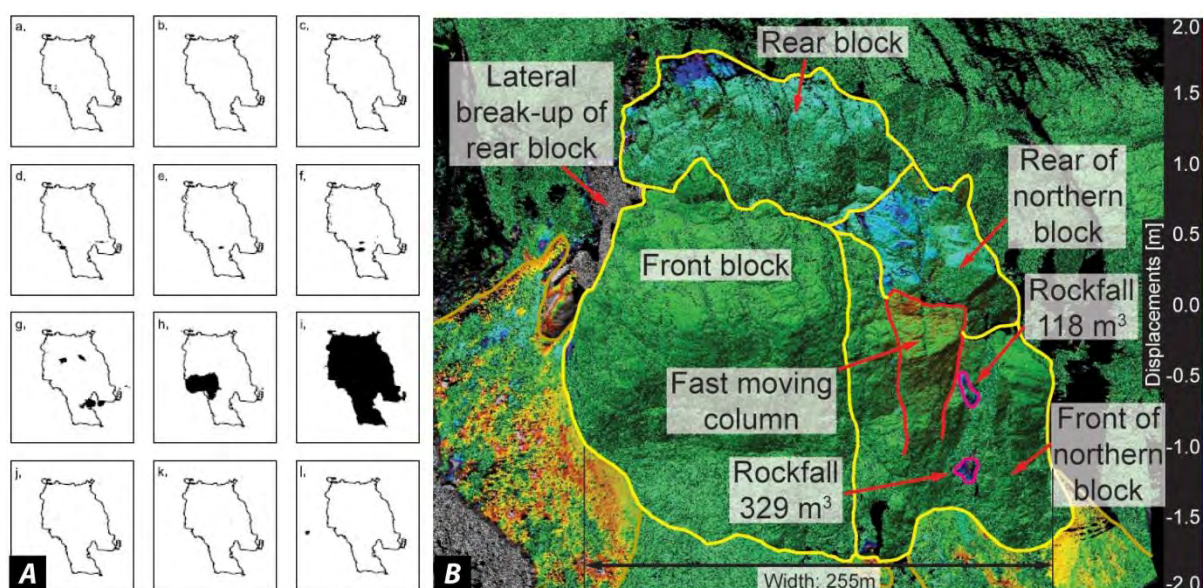 a,
b,
c,
d,
e,
f,
g,
h,
i,
j,
k,
l,
A
Rear block
Lateral
break-up of
rear block
Rear of
northern
block
Front block
Rockfall
118 m³
Fast moving
column
Rockfall
329 m³
Front of
northern
block
Width: 255m
B
Displacements [m]
2.0
1.5
1.0
0.5
0.0
-0.5
-1.0
-1.5
-2